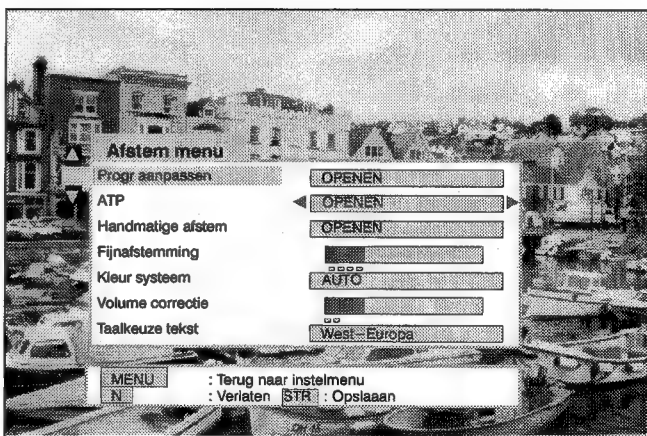 Afstem menu
Progr aanpassen OPENEN
ATP OPENEN
Handmatige afstem OPENEN
Fijnafstemming
Kleur systeem AUTO
Volume correctie
Taalkeuze tekst West-Europa
MENU : Terug naar instelmenu
N : Verlaten STR : Opslaaan